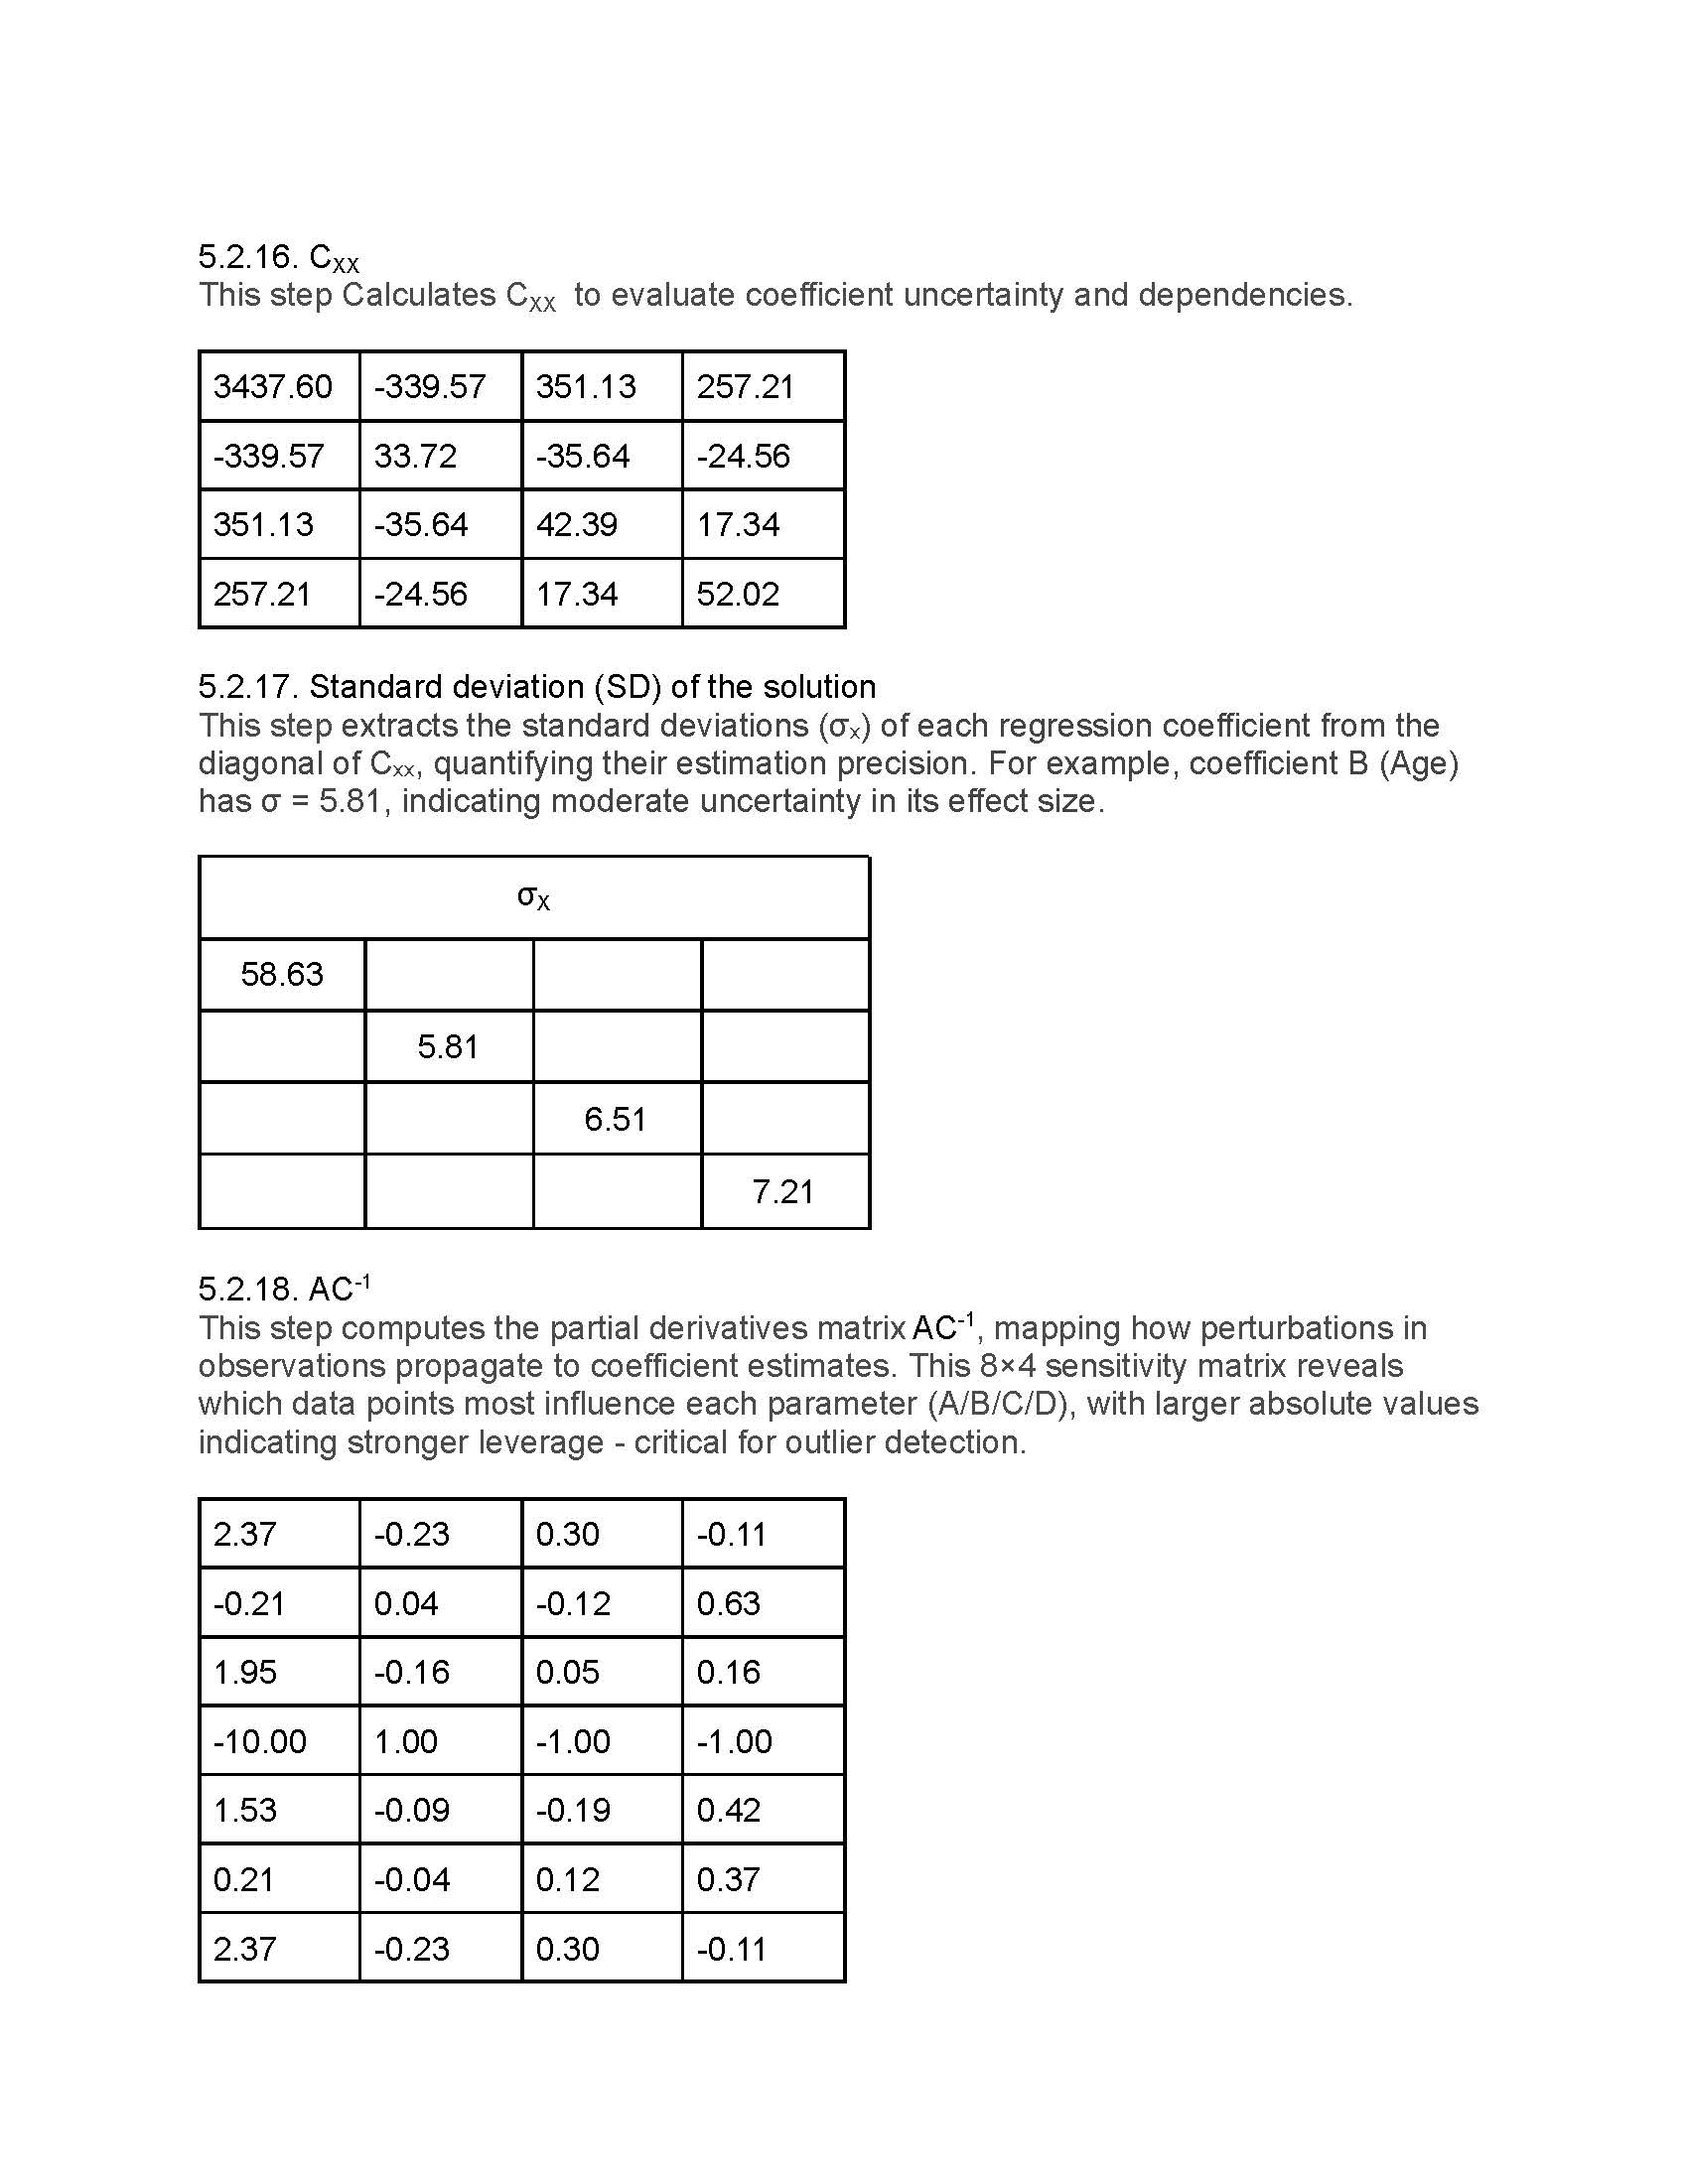 5.2.16. Cxx
This step Calculates Cxx to evaluate coefficient uncertainty and dependencies.
3437.60 -339.57 351.13 257.21
-339.57 33.72 -35.64 -24.56
351.13 -35.64 42.39 17.34
257.21 -24.56 17.34 52.02
5.2.17. Standard deviation (SD) of the solution
This step extracts the standard deviations (σₓ) of each regression coefficient from the
diagonal of Cₓₓ, quantifying their estimation precision. For example, coefficient B (Age)
has σ = 5.81, indicating moderate uncertainty in its effect size.
σX
58.63
5.81
6.51
7.21
5.2.18. AC⁻¹
This step computes the partial derivatives matrix AC⁻¹, mapping how perturbations in
observations propagate to coefficient estimates. This 8×4 sensitivity matrix reveals
which data points most influence each parameter (A/B/C/D), with larger absolute values
indicating stronger leverage - critical for outlier detection.
2.37 -0.23 0.30 -0.11
-0.21 0.04 -0.12 0.63
1.95 -0.16 0.05 0.16
-10.00 1.00 -1.00 -1.00
1.53 -0.09 -0.19 0.42
0.21 -0.04 0.12 0.37
2.37 -0.23 0.30 -0.11